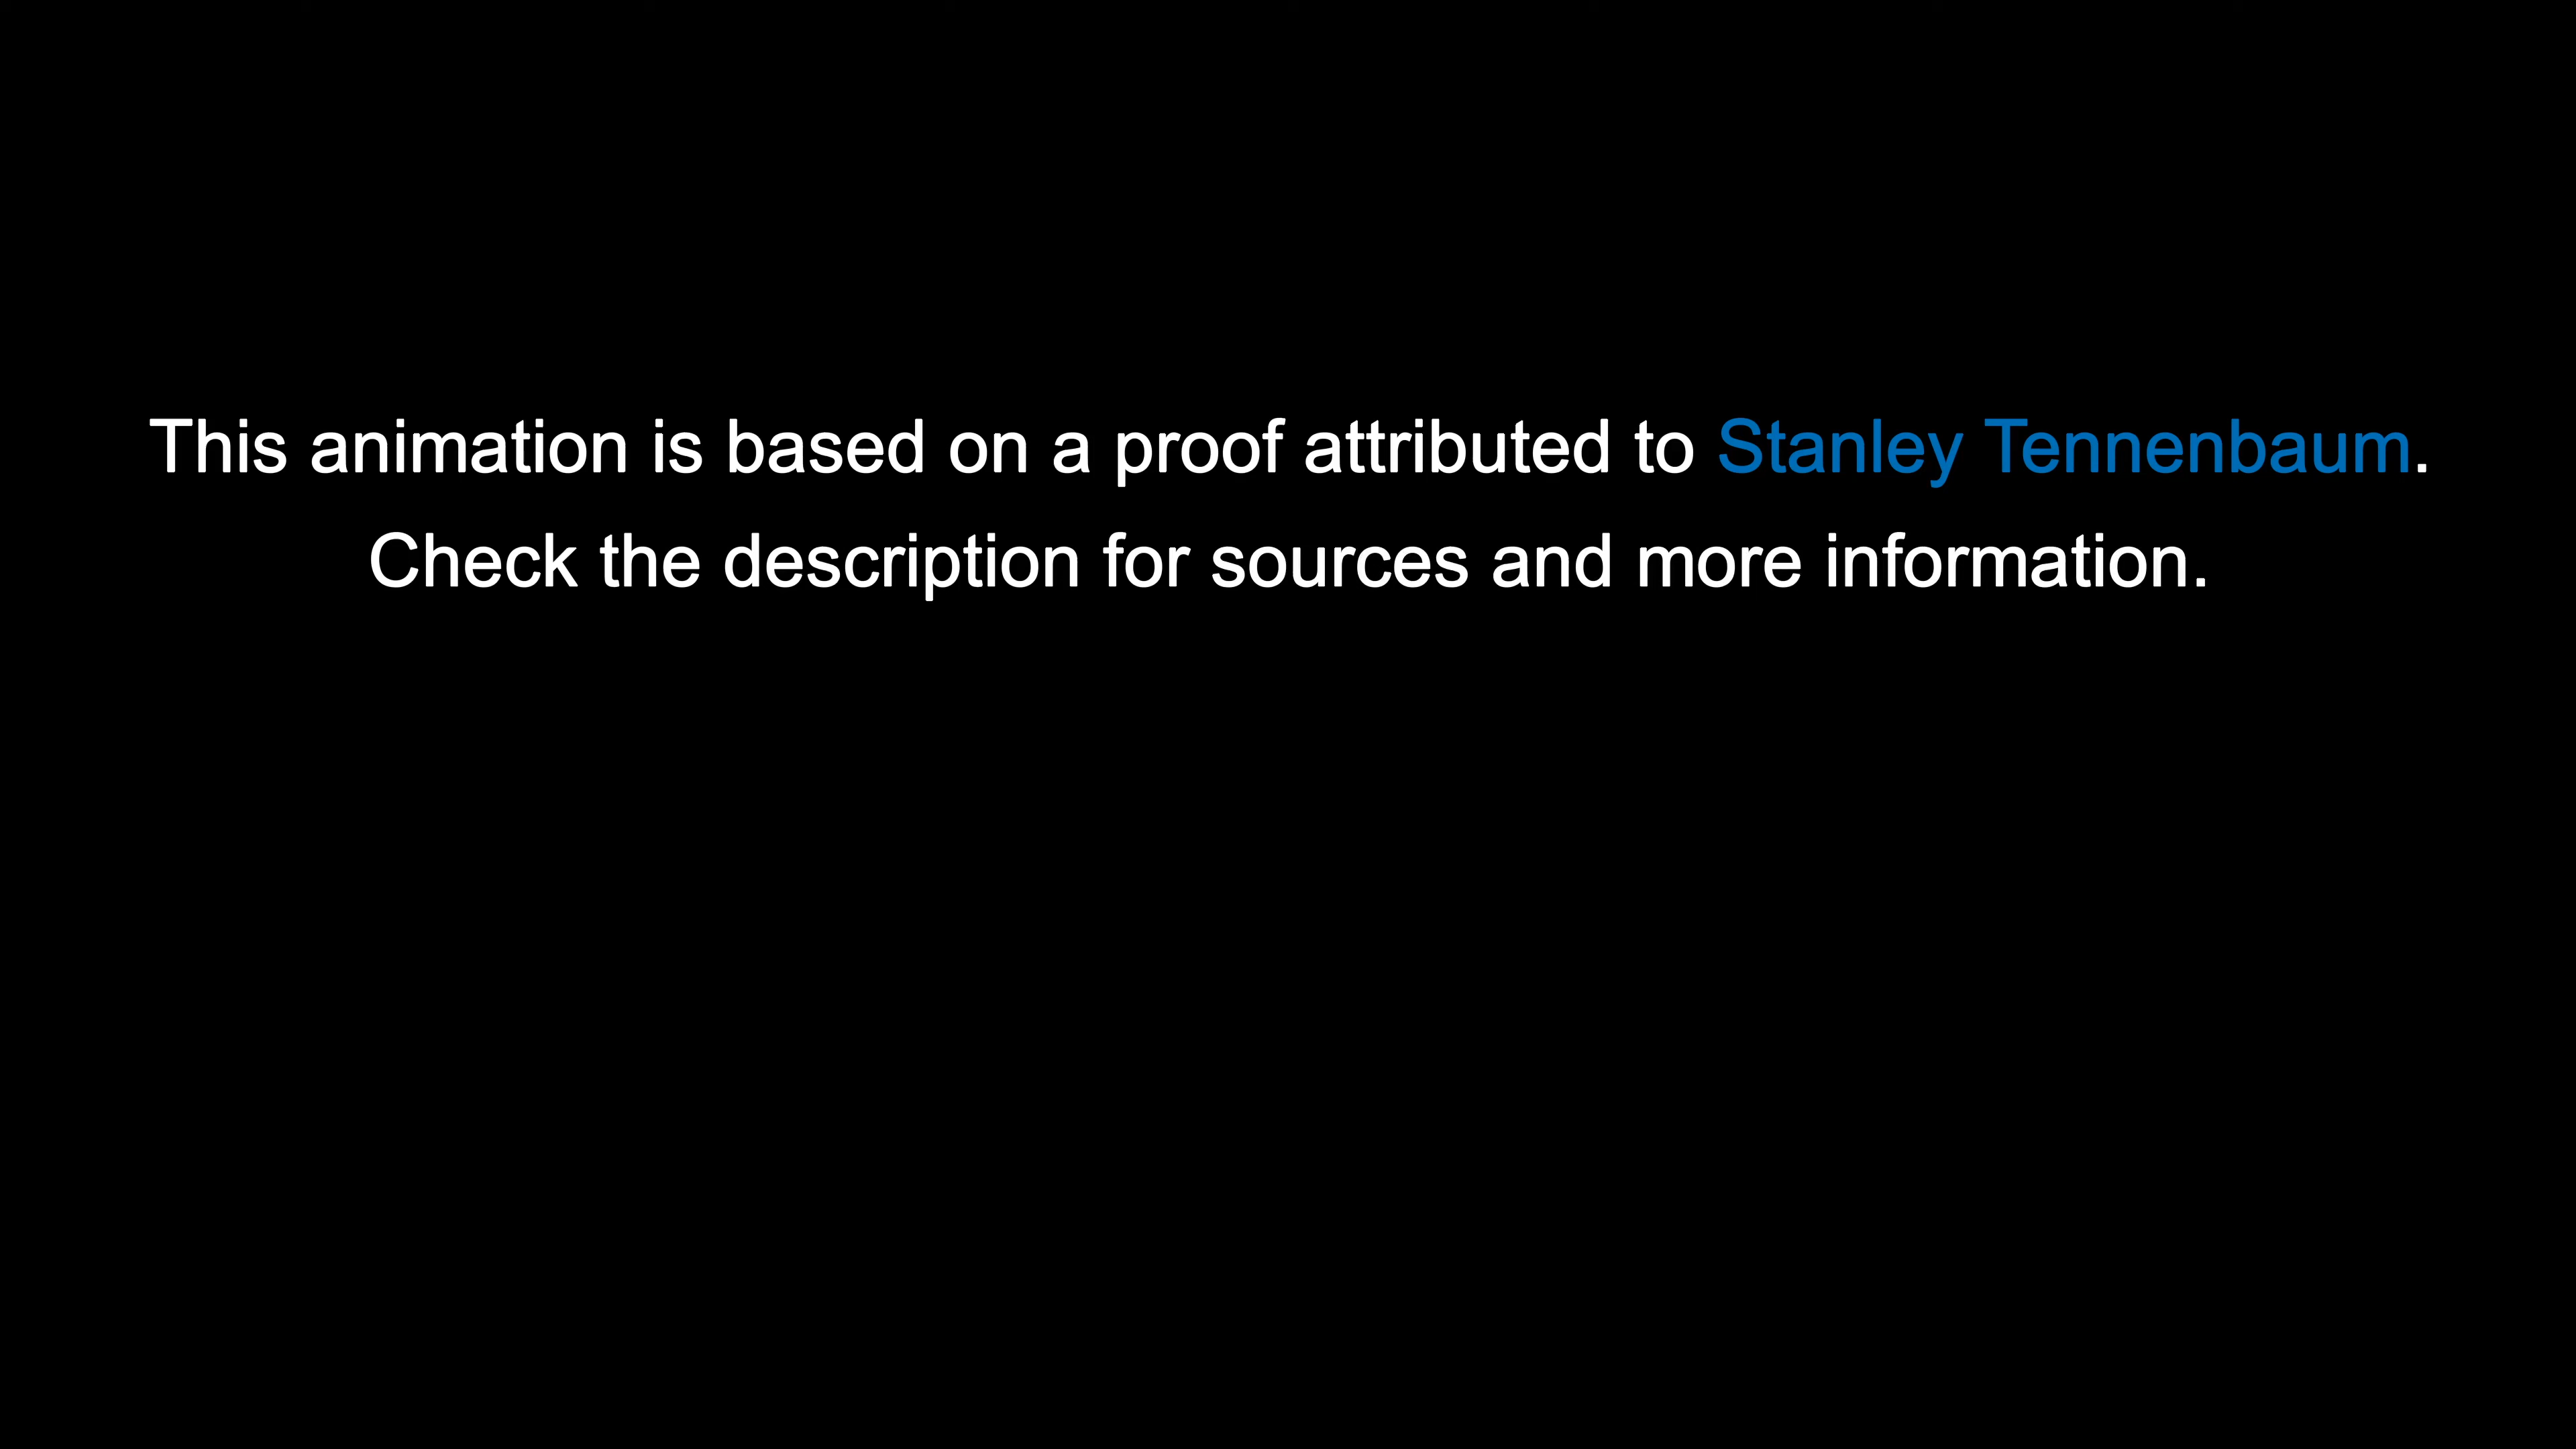 This animation is based on a proof attributed to Stanley Tennenbaum.
Check the description for sources and more information.